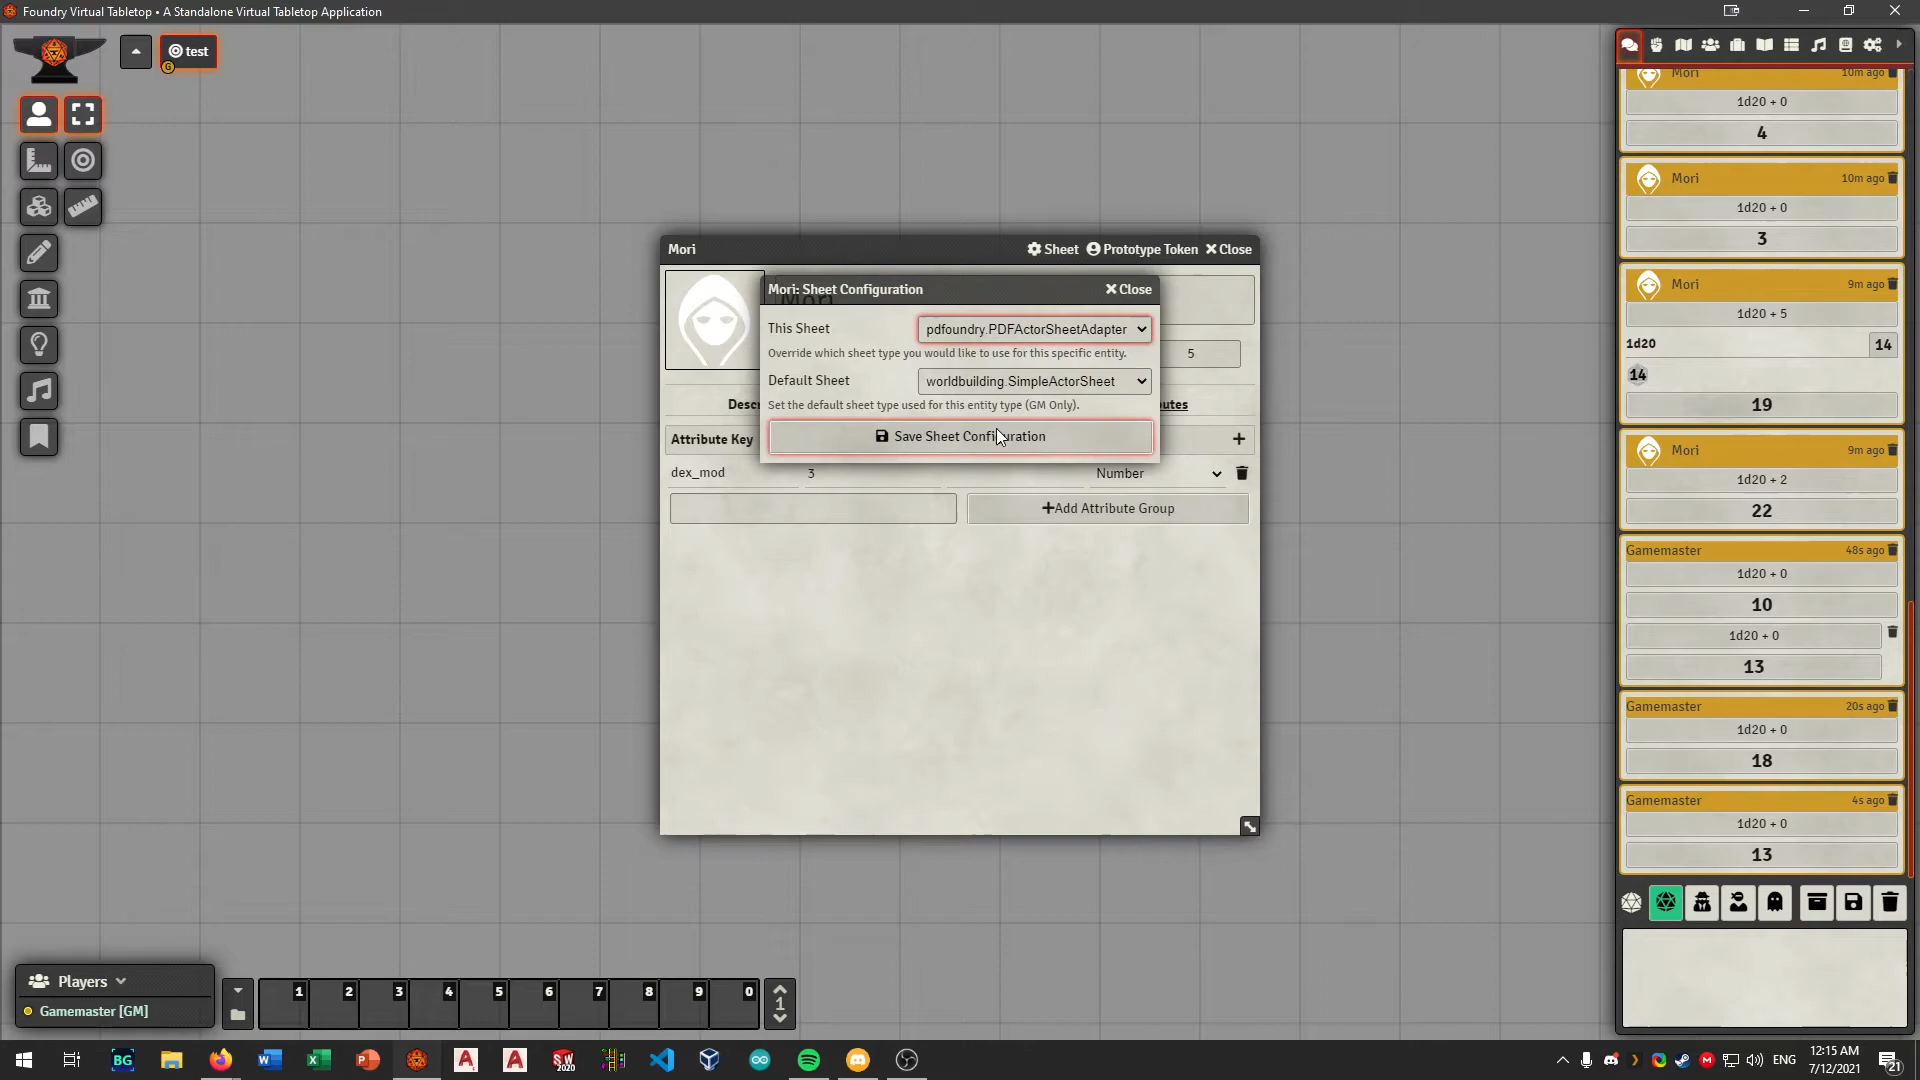 Foundry Virtual Tabletop • A Standalone Virtual Tabletop Application
test
G
Mori
Sheet
Prototype Token
Close
Mori: Sheet Configuration
Close
This Sheet
pdfoundry.PDFActorSheetAdapter
Override which sheet type you would like to use for this specific entity.
5
Default Sheet
worldbuilding.SimpleActorSheet
Set the default sheet type used for this entity type (GM Only).
Descr
utes
Attribute Key
Save Sheet Configuration
dex_mod
3
Number
Add Attribute Group
Mori
10m ago
1d20 + 0
4
Mori
10m ago
1d20 + 0
3
Mori
9m ago
1d20 + 5
1d20
14
14
19
Mori
9m ago
1d20 + 2
22
Gamemaster
48s ago
1d20 + 0
10
1d20 + 0
13
Gamemaster
20s ago
1d20 + 0
18
Gamemaster
4s ago
1d20 + 0
13
Players
Gamemaster [GM]
1 2 3 4 5 6 7 8 9 0
1
BG
SW
2020
ENG
12:15 AM
7/12/2021
21